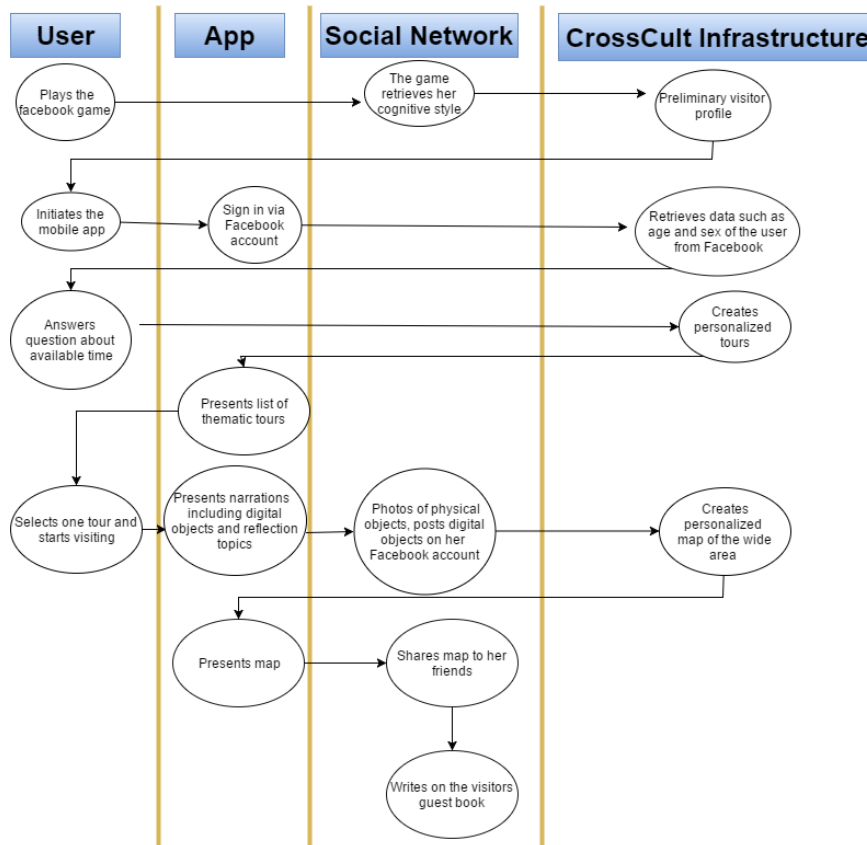 User
App
Social Network
CrossCult Infrastructure
Plays the
facebook game
The game
retrieves her
cognitive style
Preliminary visitor
profile
Initiates the
mobile app
Sign in via
Facebook
account
Retrieves data such as
age and sex of the user
from Facebook
Answers
question about
available time
Creates
personalized
tours
Presents list of
thematic tours
Selects one tour and
starts visiting
Presents narrations
including digital
objects and reflection
topics
Photos of physical
objects, posts digital
objects on her
Facebook account
Creates
personalized
map of the wide
area
Presents map
Shares map to her
friends
Writes on the visitors
guest book